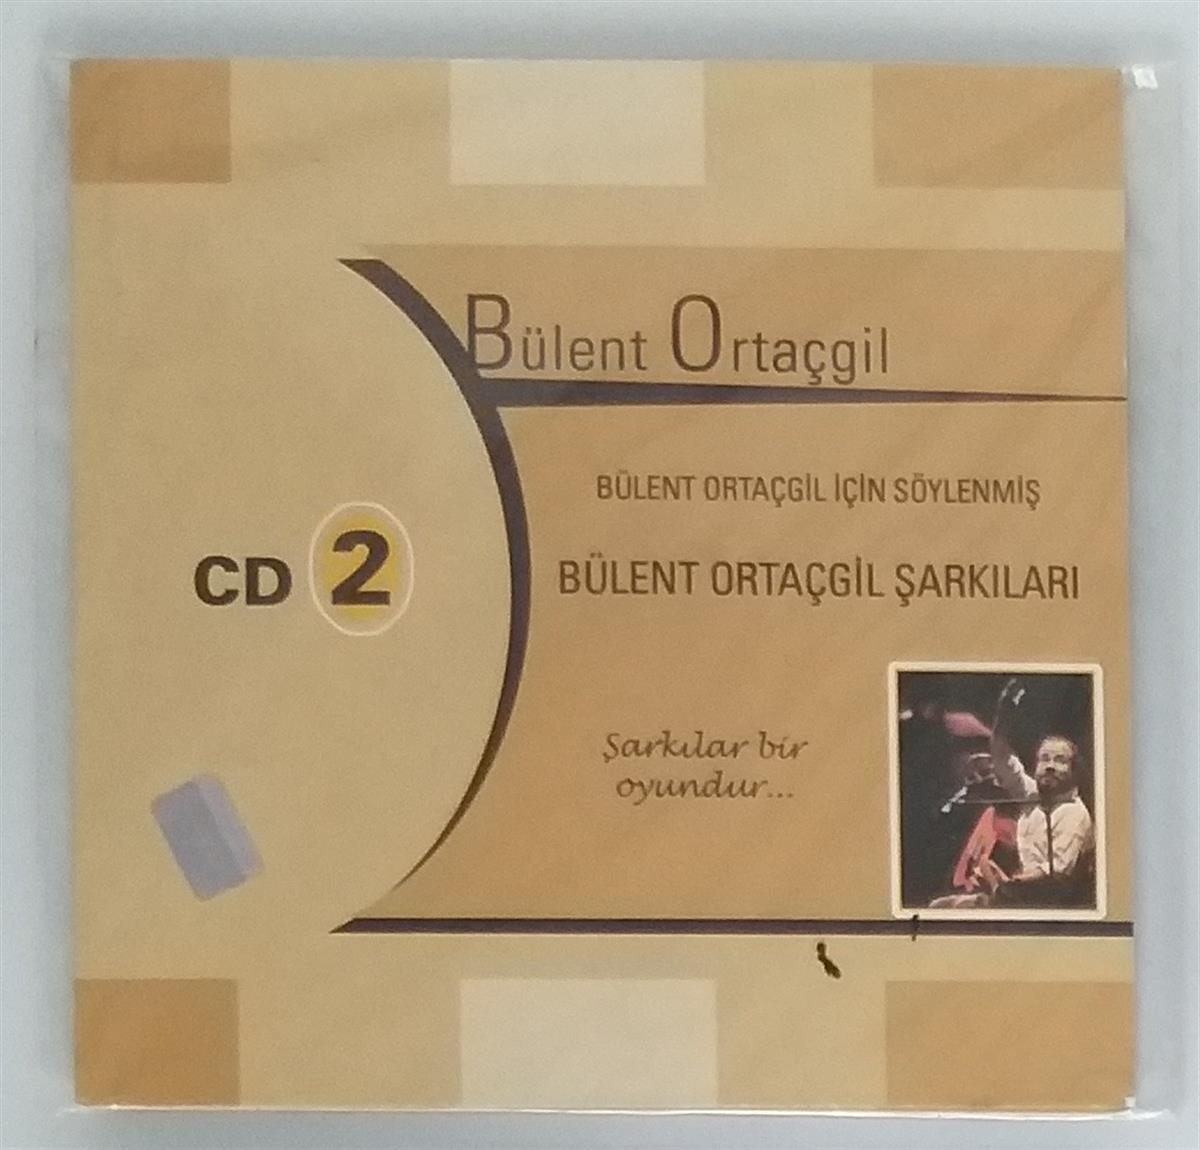 Bülent Ortaçgil
BÜLENT ORTAÇGİL İÇİN SÖYLENMİŞ
BÜLENT ORTAÇGİL ŞARKILARI
CD 2
Şarkılar bir
oyundur...